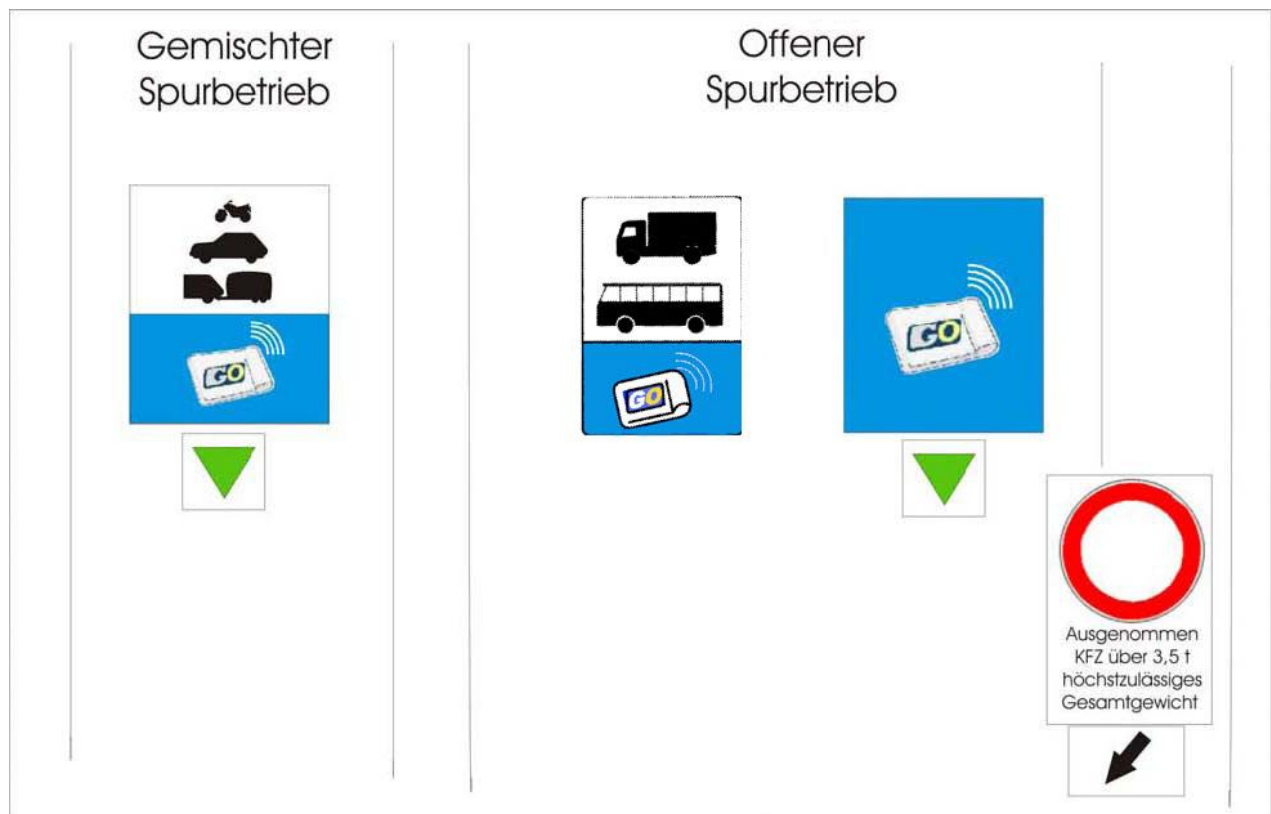 Gemischter
Spurbetrieb
Offener
Spurbetrieb
GO
GO
GO
Ausgenommen
KFZ über 3,5 t
höchstzulässiges
Gesamtgewicht